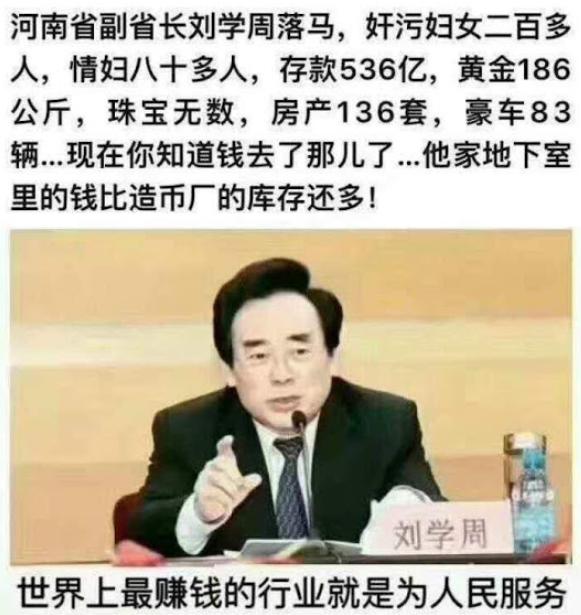 河南省副省长刘学周落马，奸污妇女二百多
人，情妇八十多人，存款536亿，黄金186
公斤，珠宝无数，房产136套，豪车83
辆...现在你知道钱去了那儿了...他家地下室
里的钱比造币厂的库存还多！
刘学周
世界上最赚钱的行业就是为人民服务